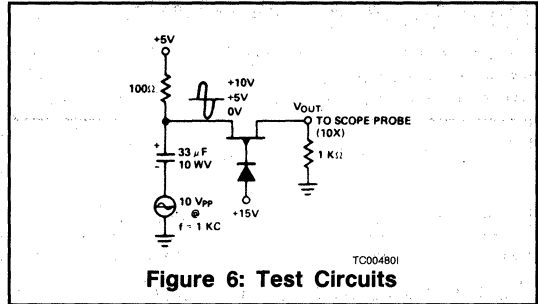 +5V
100Ω
+10V
+5V
0V
VOUT
TO SCOPE PROBE
(10X)
1 KΩ
+
33 μF
10 WV
-
10 VPP
@
f = 1 KC
+15V
TC00480I
Figure 6: Test Circuits